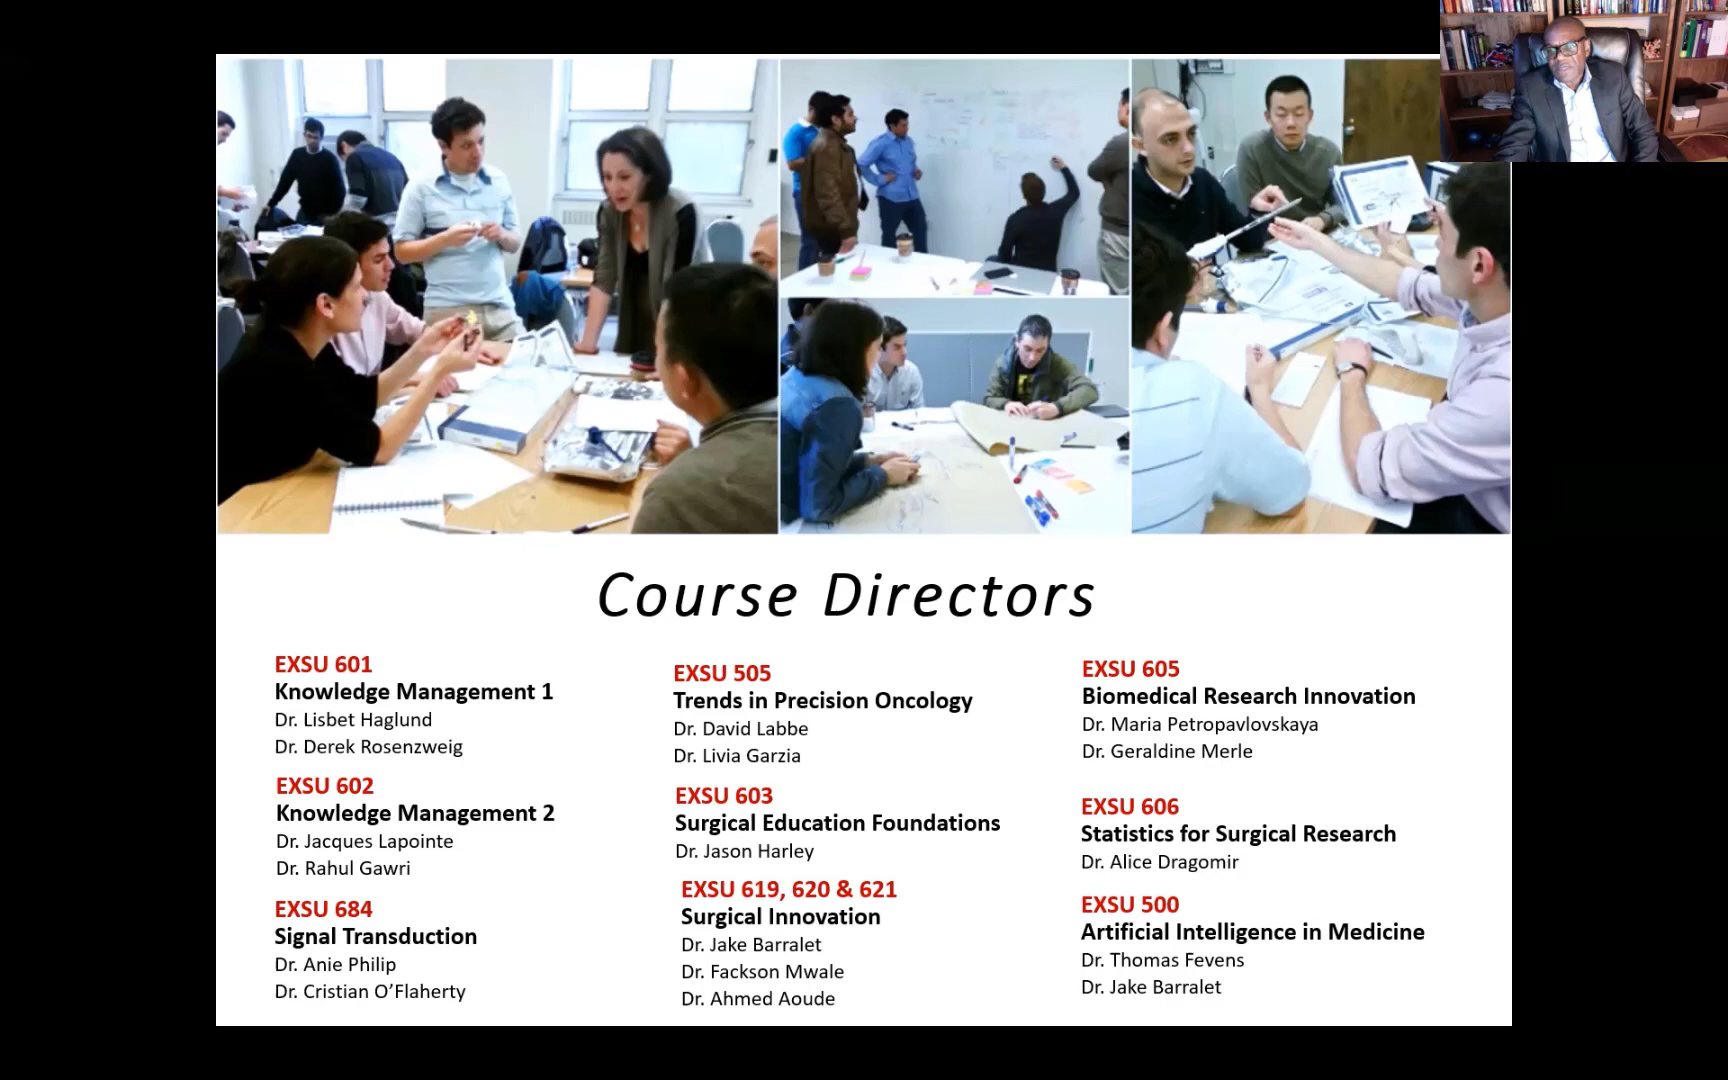 Course Directors
EXSU 601
Knowledge Management 1
Dr. Lisbet Haglund
Dr. Derek Rosenzweig
EXSU 602
Knowledge Management 2
Dr. Jacques Lapointe
Dr. Rahul Gawri
EXSU 684
Signal Transduction
Dr. Anie Philip
Dr. Cristian O’Flaherty
EXSU 505
Trends in Precision Oncology
Dr. David Labbe
Dr. Livia Garzia
EXSU 603
Surgical Education Foundations
Dr. Jason Harley
EXSU 619, 620 & 621
Surgical Innovation
Dr. Jake Barralet
Dr. Fackson Mwale
Dr. Ahmed Aoude
EXSU 605
Biomedical Research Innovation
Dr. Maria Petropavlovskaya
Dr. Geraldine Merle
EXSU 606
Statistics for Surgical Research
Dr. Alice Dragomir
EXSU 500
Artificial Intelligence in Medicine
Dr. Thomas Fevens
Dr. Jake Barralet